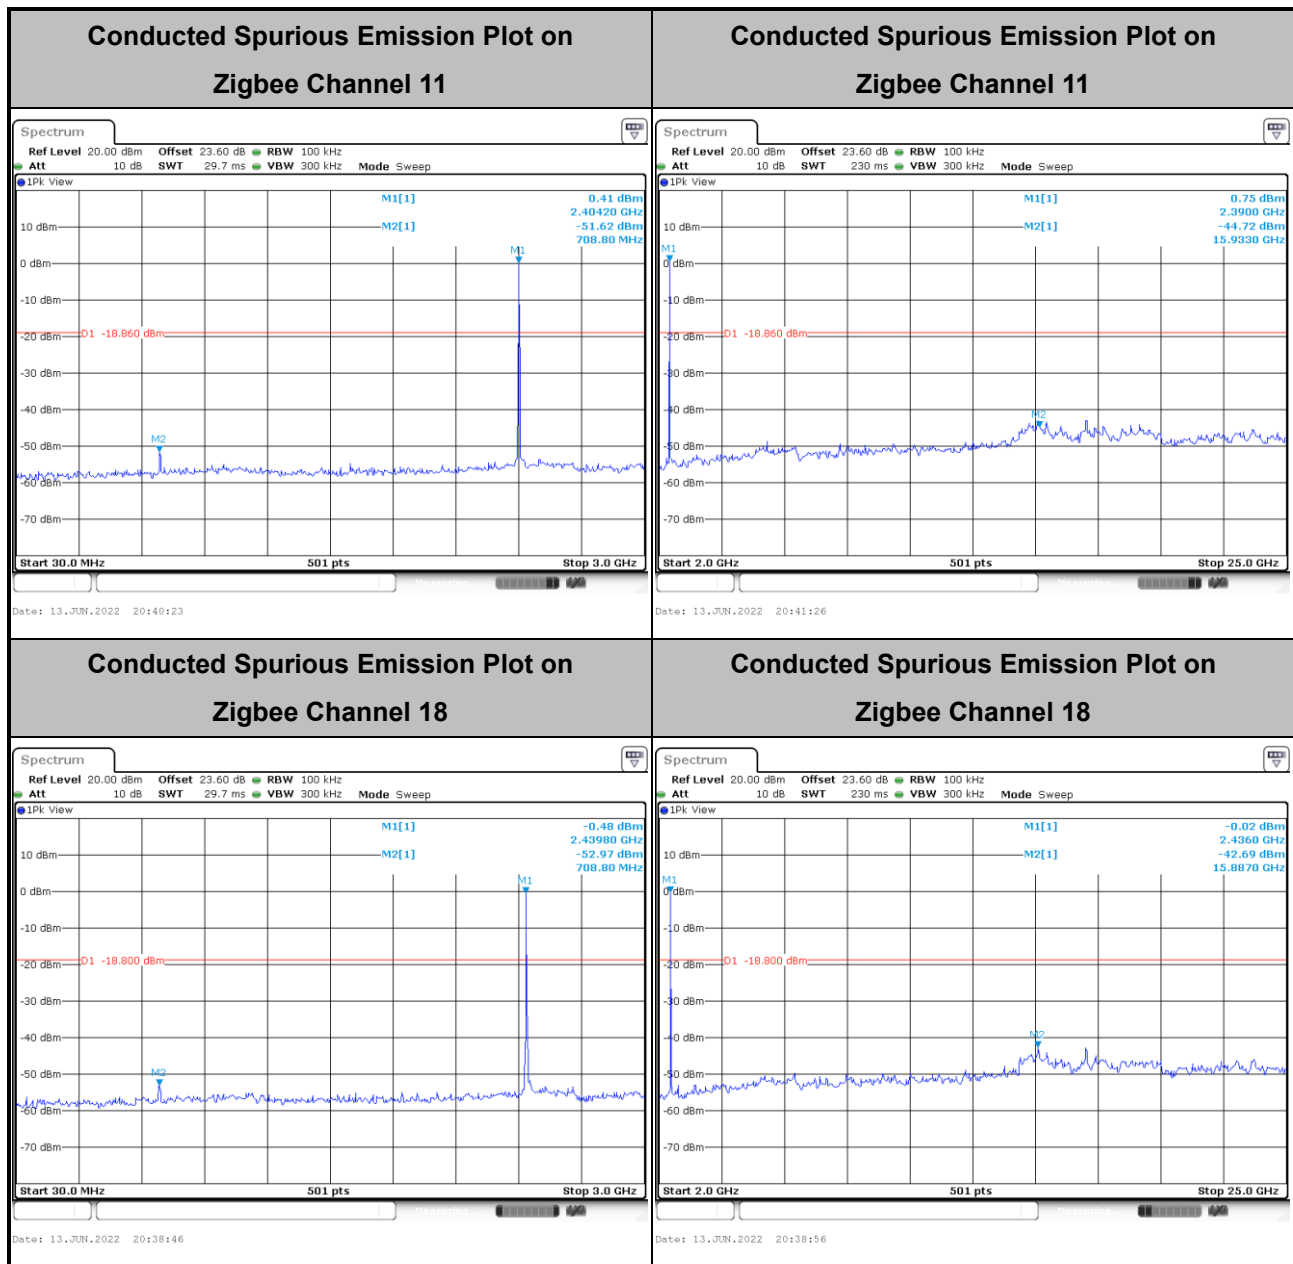 Conducted Spurious Emission Plot on
Zigbee Channel 11
Spectrum
Ref Level 20.00 dBm Offset 23.60 dB RBW 100 kHz
Att 10 dB SWT 29.7 ms VBW 300 kHz Mode Sweep
1Pk View
M1[1] 0.41 dBm
2.40420 GHz
10 dBm M2[1] -51.62 dBm
708.80 MHz
M1
0 dBm
-10 dBm
D1 -18.860 dBm
-20 dBm
-30 dBm
-40 dBm
M2
-50 dBm
-60 dBm
-70 dBm
Start 30.0 MHz 501 pts Stop 3.0 GHz
Measuring...
Date: 13.JUN.2022 20:40:23
Conducted Spurious Emission Plot on
Zigbee Channel 11
Spectrum
Ref Level 20.00 dBm Offset 23.60 dB RBW 100 kHz
Att 10 dB SWT 230 ms VBW 300 kHz Mode Sweep
1Pk View
M1[1] 0.75 dBm
2.3900 GHz
10 dBm M2[1] -44.72 dBm
15.9330 GHz
M1
0 dBm
-10 dBm
D1 -18.860 dBm
-20 dBm
-30 dBm
-40 dBm
M2
-50 dBm
-60 dBm
-70 dBm
Start 2.0 GHz 501 pts Stop 25.0 GHz
Measuring...
Date: 13.JUN.2022 20:41:26
Conducted Spurious Emission Plot on
Zigbee Channel 18
Spectrum
Ref Level 20.00 dBm Offset 23.60 dB RBW 100 kHz
Att 10 dB SWT 29.7 ms VBW 300 kHz Mode Sweep
1Pk View
M1[1] -0.48 dBm
2.43980 GHz
10 dBm M2[1] -52.97 dBm
708.80 MHz
M1
0 dBm
-10 dBm
D1 -18.800 dBm
-20 dBm
-30 dBm
-40 dBm
-50 dBm
M2
-60 dBm
-70 dBm
Start 30.0 MHz 501 pts Stop 3.0 GHz
Measuring...
Date: 13.JUN.2022 20:38:46
Conducted Spurious Emission Plot on
Zigbee Channel 18
Spectrum
Ref Level 20.00 dBm Offset 23.60 dB RBW 100 kHz
Att 10 dB SWT 230 ms VBW 300 kHz Mode Sweep
1Pk View
M1[1] -0.02 dBm
2.4360 GHz
10 dBm M2[1] -42.69 dBm
15.8870 GHz
M1
0 dBm
-10 dBm
D1 -18.800 dBm
-20 dBm
-30 dBm
-40 dBm
M2
-50 dBm
-60 dBm
-70 dBm
Start 2.0 GHz 501 pts Stop 25.0 GHz
Measuring...
Date: 13.JUN.2022 20:38:56